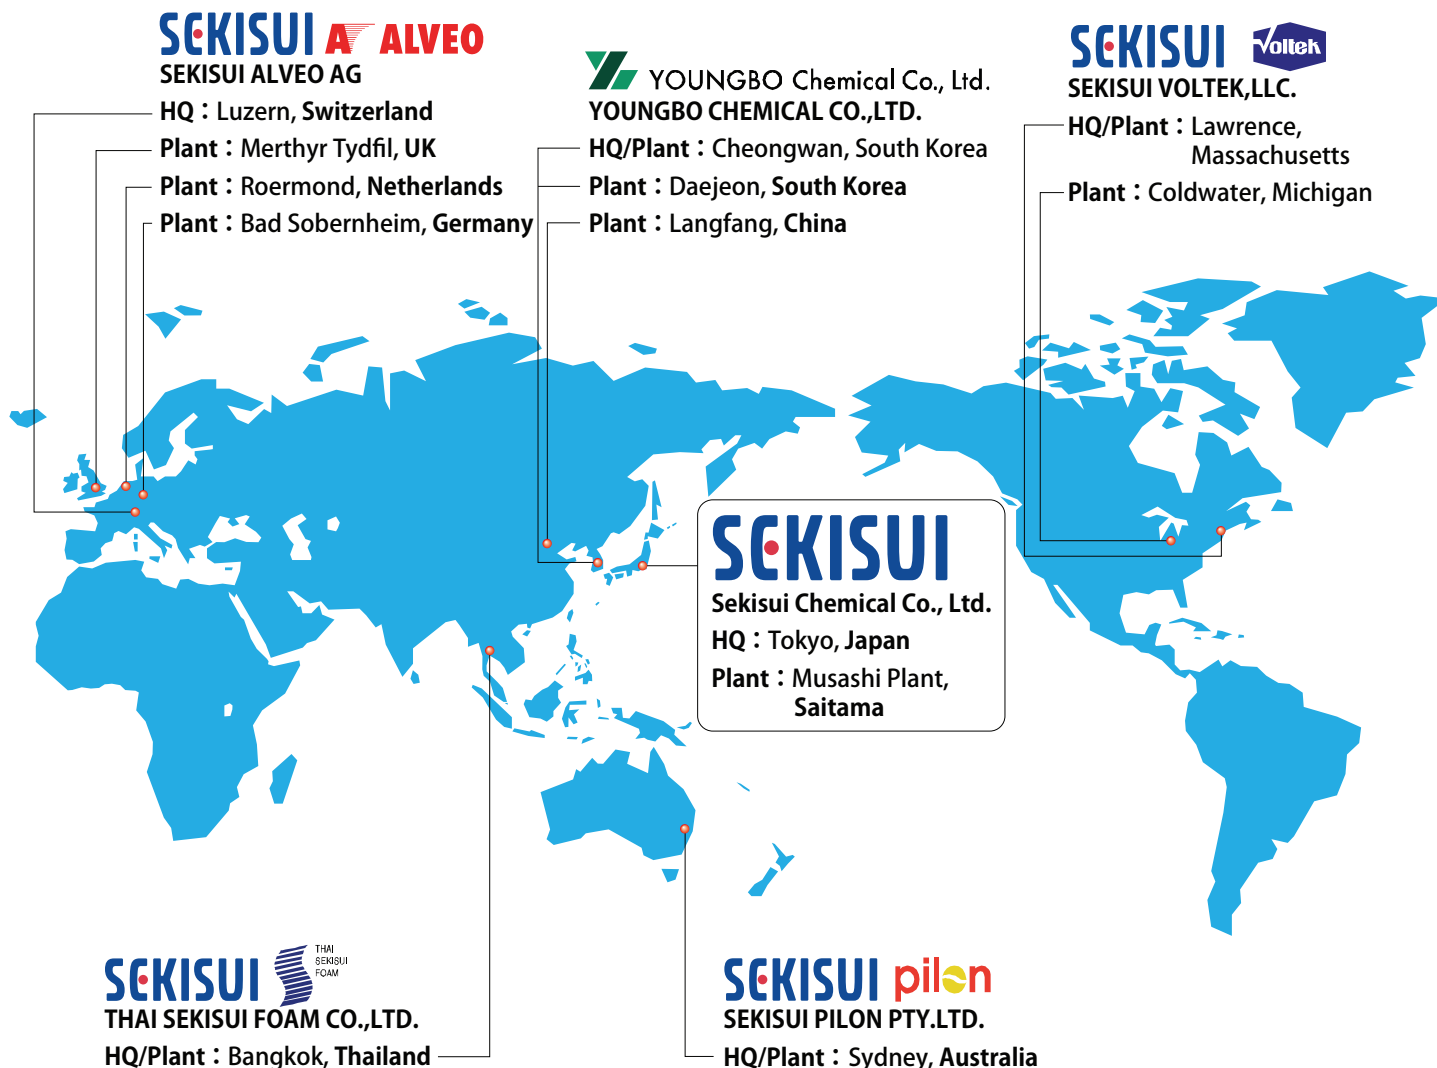 SEKISUI ALVEO
SEKISUI ALVEO AG
HQ：Luzern, Switzerland
Plant：Merthyr Tydfil, UK
Plant：Roermond, Netherlands
Plant：Bad Sobernheim, Germany
YOUNGBO Chemical Co., Ltd.
YOUNGBO CHEMICAL CO.,LTD.
HQ/Plant：Cheongwan, South Korea
Plant：Daejeon, South Korea
Plant：Langfang, China
SEKISUI Voltek
SEKISUI VOLTEK,LLC.
HQ/Plant：Lawrence,
Massachusetts
Plant：Coldwater, Michigan
SEKISUI
Sekisui Chemical Co., Ltd.
HQ：Tokyo, Japan
Plant：Musashi Plant,
Saitama
SEKISUI
THAI
SEKISUI
FOAM
THAI SEKISUI FOAM CO.,LTD.
HQ/Plant：Bangkok, Thailand
SEKISUI pilon
SEKISUI PILON PTY.LTD.
HQ/Plant：Sydney, Australia